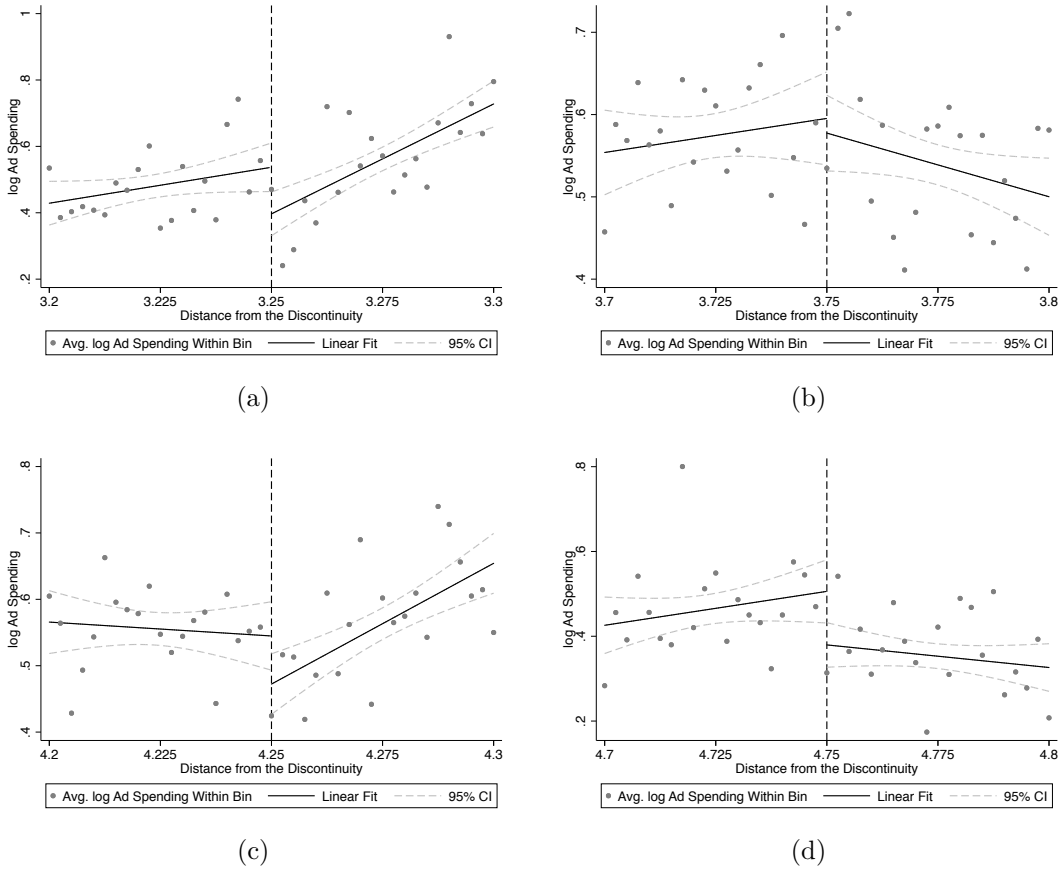 log Ad Spending
.2 .4 .6 .8 1
3.2 3.225 3.25 3.275 3.3
Distance from the Discontinuity
Avg. log Ad Spending Within Bin Linear Fit 95% CI
(a)
log Ad Spending
.4 .5 .6 .7
3.7 3.725 3.75 3.775 3.8
Distance from the Discontinuity
Avg. log Ad Spending Within Bin Linear Fit 95% CI
(b)
log Ad Spending
.4 .5 .6 .7 .8
4.2 4.225 4.25 4.275 4.3
Distance from the Discontinuity
Avg. log Ad Spending Within Bin Linear Fit 95% CI
(c)
log Ad Spending
.2 .4 .6 .8
4.7 4.725 4.75 4.775 4.8
Distance from the Discontinuity
Avg. log Ad Spending Within Bin Linear Fit 95% CI
(d)